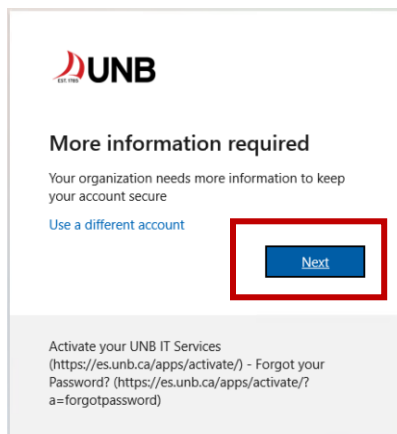 UNB
EST. 1785
More information required
Your organization needs more information to keep
your account secure
Use a different account
Next
Activate your UNB IT Services
(https://es.unb.ca/apps/activate/) - Forgot your
Password? (https://es.unb.ca/apps/activate/?
a=forgotpassword)